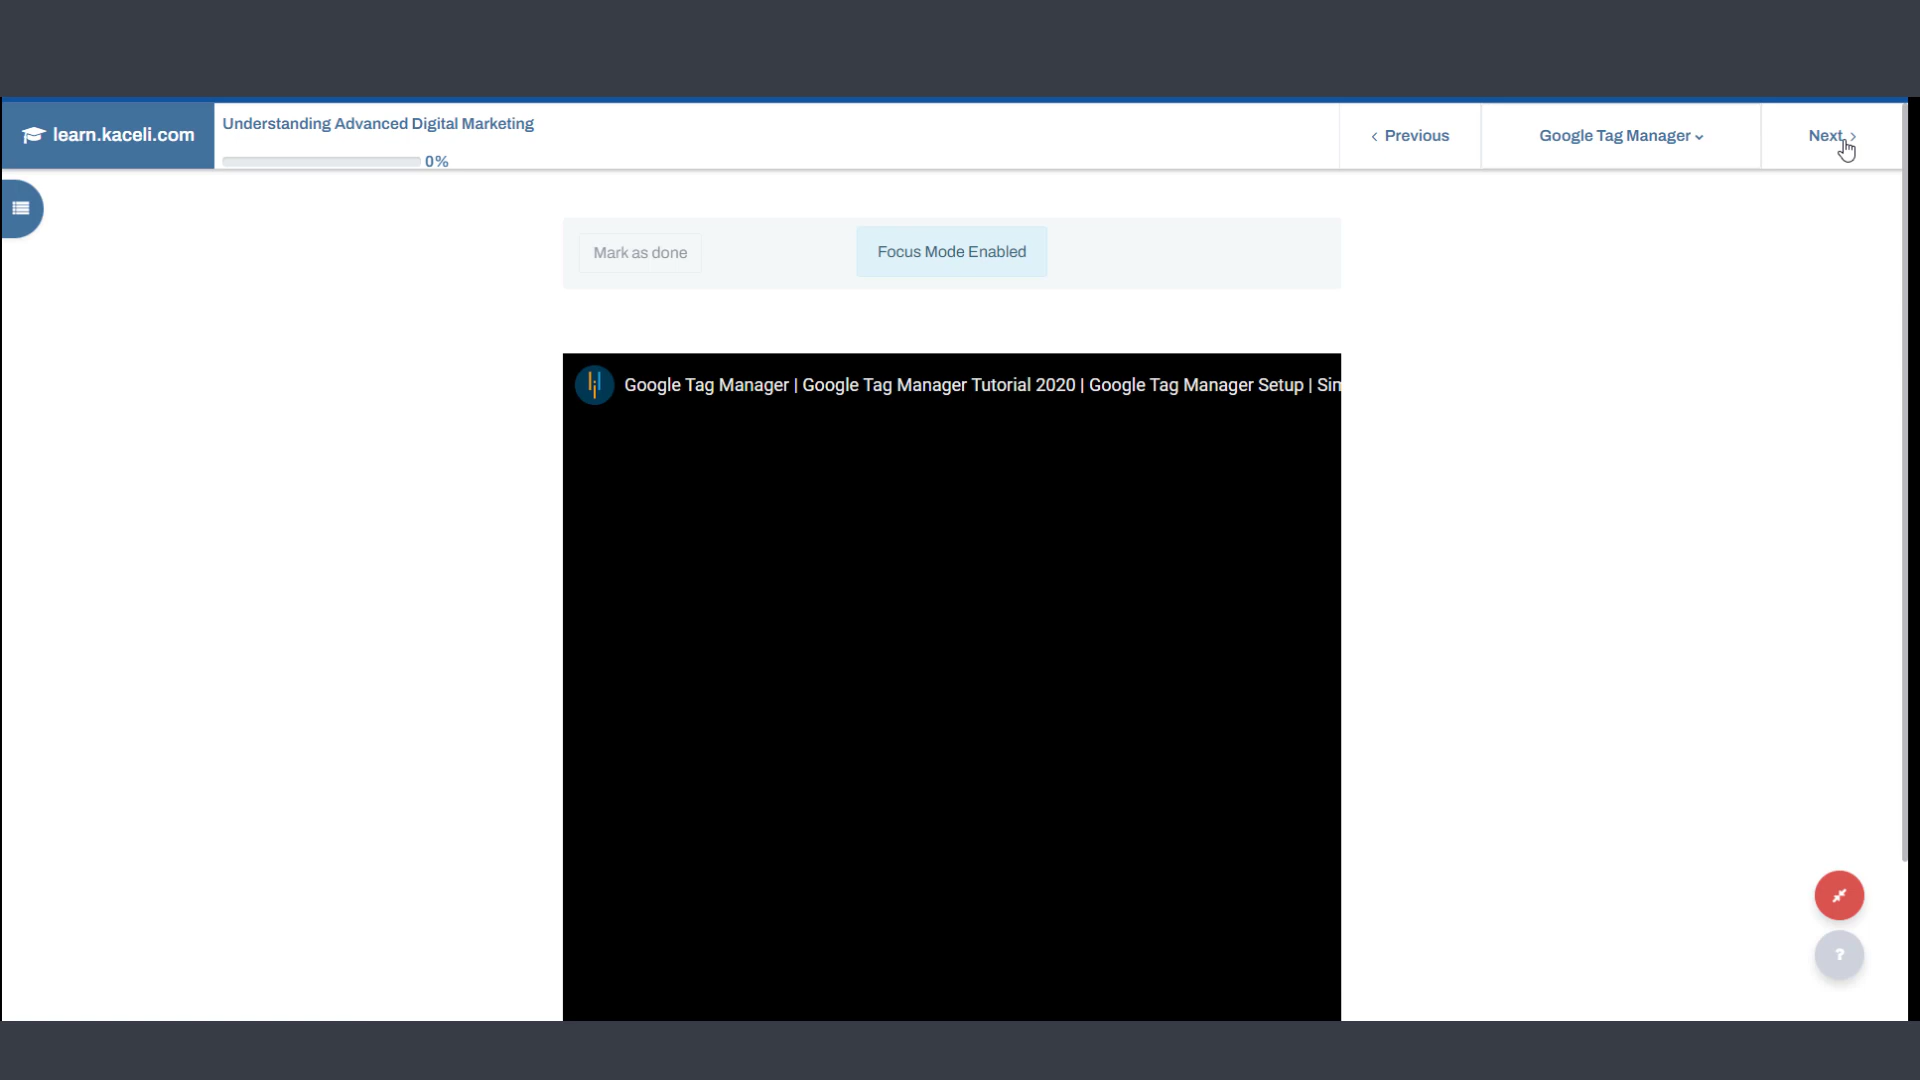 learn.kaceli.com
Understanding Advanced Digital Marketing
0%
Previous
Google Tag Manager
Next
Mark as done
Focus Mode Enabled
Google Tag Manager | Google Tag Manager Tutorial 2020 | Google Tag Manager Setup |
?